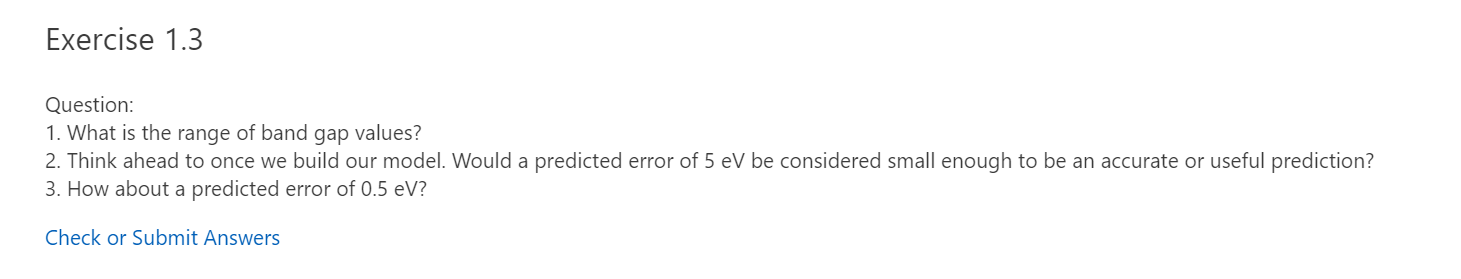 Exercise 1.3
Question:
1. What is the range of band gap values?
2. Think ahead to once we build our model. Would a predicted error of 5 eV be considered small enough to be an accurate or useful prediction?
3. How about a predicted error of 0.5 eV?
Check or Submit Answers